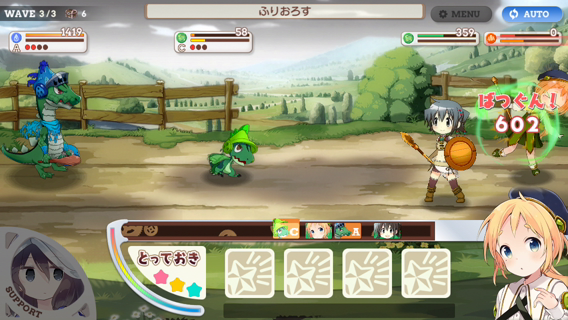 WAVE 3/3 6
ふりおろす
MENU
AUTO
1419
A
58
C
359
0
ばつぐん!
602
C
A
とっておき
SUPPORT